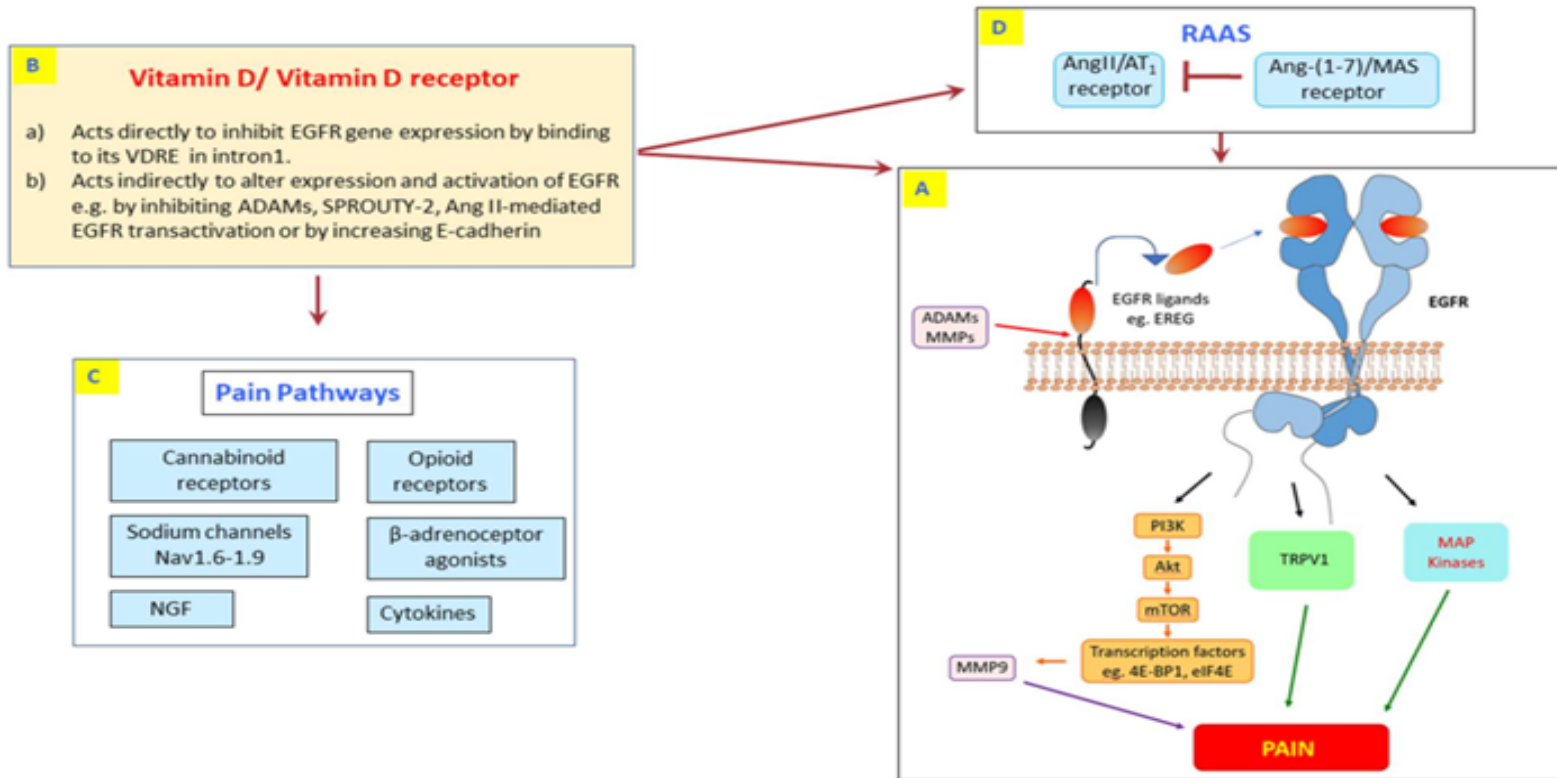 B
Vitamin D/ Vitamin D receptor
a) Acts directly to inhibit EGFR gene expression by binding
to its VDRE in intron1.
b) Acts indirectly to alter expression and activation of EGFR
e.g. by inhibiting ADAMs, SPROUTY-2, Ang II-mediated
EGFR transactivation or by increasing E-cadherin
C
Pain Pathways
Cannabinoid
receptors
Opioid
receptors
Sodium channels
Nav1.6-1.9
β-adrenoceptor
agonists
NGF
Cytokines
D
RAAS
AngII/AT₁
receptor
Ang-(1-7)/MAS
receptor
A
ADAMs
MMPs
EGFR ligands
eg. EREG
EGFR
PI3K
Akt
mTOR
Transcription factors
eg. 4E-BP1, eIF4E
MMP9
TRPV1
MAP
Kinases
PAIN